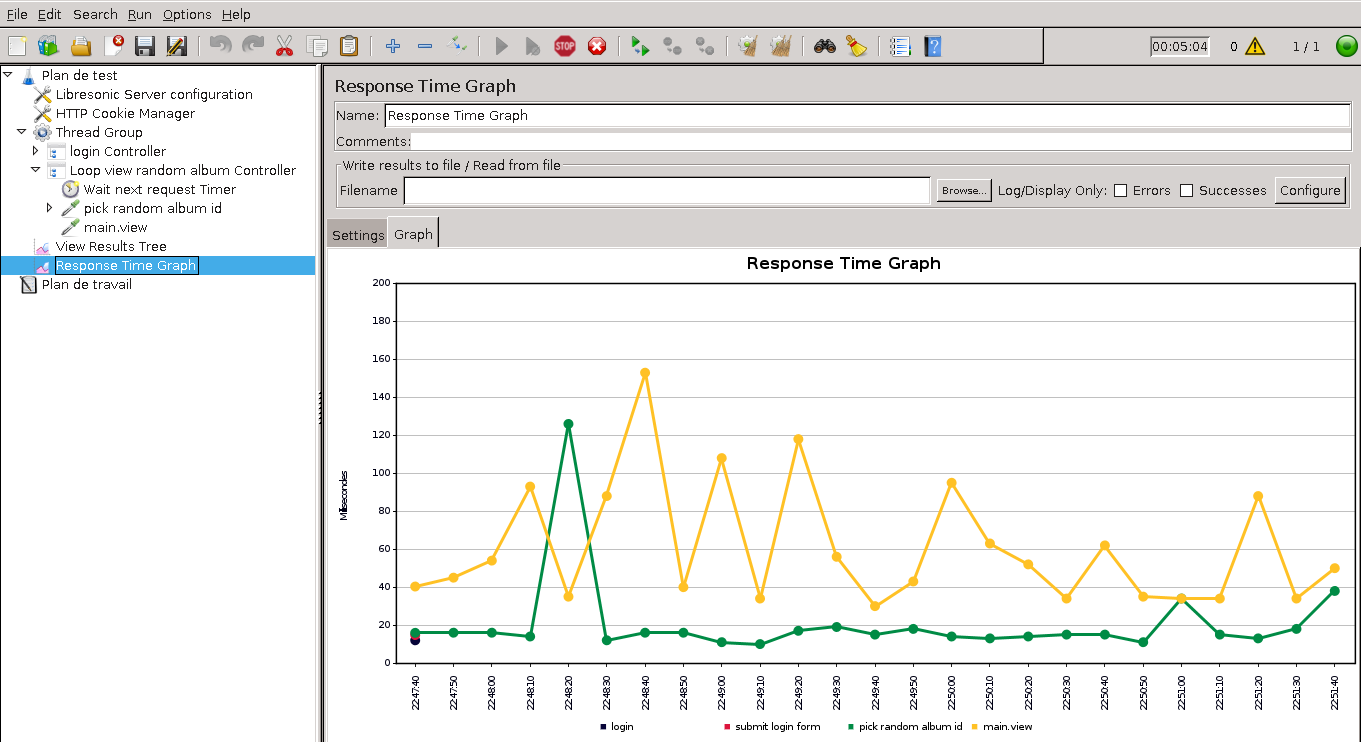 File Edit Search Run Options Help
STOP ? 00:05:04 0 1 / 1
Plan de test
Libresonic Server configuration
HTTP Cookie Manager
Thread Group
login Controller
Loop view random album Controller
Wait next request Timer
pick random album id
main.view
View Results Tree
Response Time Graph
Plan de travail
Response Time Graph
Name: Response Time Graph
Comments:
Write results to file / Read from file
Filename Browse... Log/Display Only: Errors Successes Configure
Settings Graph
Response Time Graph
200
180
160
140
120
100
80
60
40
20
0
Millisecondes
22:47:40 22:47:50 22:48:00 22:48:10 22:48:20 22:48:30 22:48:40 22:48:50 22:49:00 22:49:10 22:49:20 22:49:30 22:49:40 22:49:50 22:50:00 22:50:10 22:50:20 22:50:30 22:50:40 22:50:50 22:51:00 22:51:10 22:51:20 22:51:30 22:51:40
login submit login form pick random album id main.view